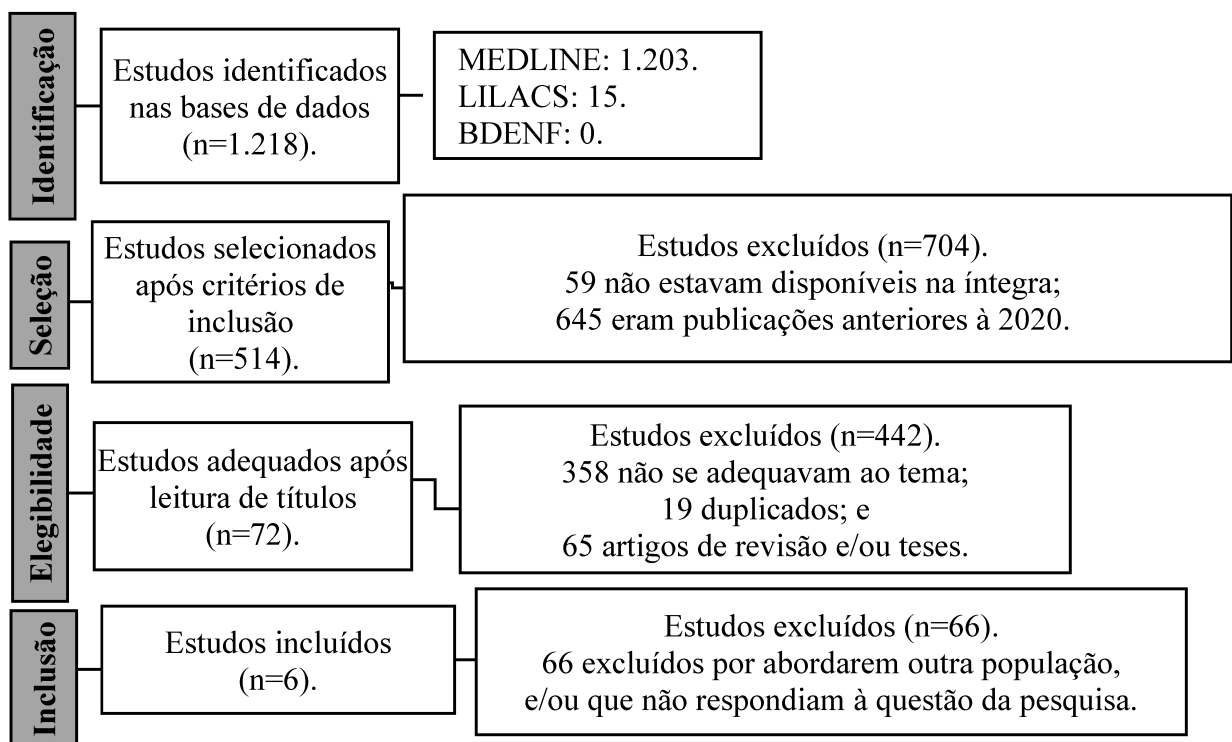 Identificação
Estudos identificados
nas bases de dados
(n=1.218).
MEDLINE: 1.203.
LILACS: 15.
BDENF: 0.
Seleção
Estudos selecionados
após critérios de
inclusão
(n=514).
Estudos excluídos (n=704).
59 não estavam disponíveis na íntegra;
645 eram publicações anteriores à 2020.
Elegibilidade
Estudos adequados após
leitura de títulos
(n=72).
Estudos excluídos (n=442).
358 não se adequavam ao tema;
19 duplicados; e
65 artigos de revisão e/ou teses.
Inclusão
Estudos incluídos
(n=6).
Estudos excluídos (n=66).
66 excluídos por abordarem outra população,
e/ou que não respondiam à questão da pesquisa.